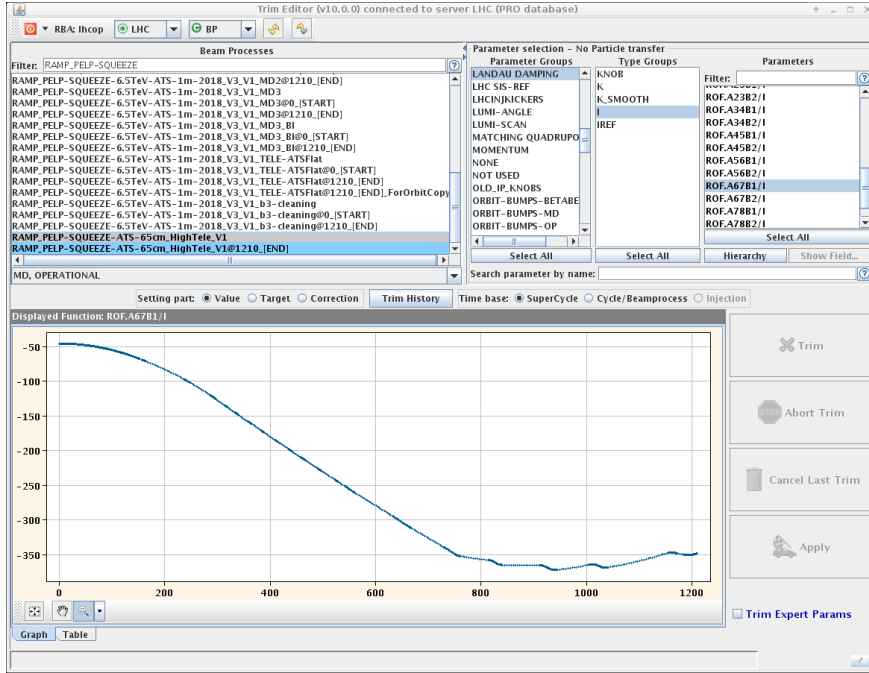 Trim Editor (v10.0.0) connected to server LHC (PRO database)
RBA: lhcop LHC BP
Beam Processes
Filter: RAMP_PELP-SQUEEZE
RAMP_PELP-SQUEEZE-6.5TeV-ATS-1m-2018_V3_V1_MD2@1210_[END]
RAMP_PELP-SQUEEZE-6.5TeV-ATS-1m-2018_V3_V1_MD3
RAMP_PELP-SQUEEZE-6.5TeV-ATS-1m-2018_V3_V1_MD3@0_[START]
RAMP_PELP-SQUEEZE-6.5TeV-ATS-1m-2018_V3_V1_MD3@1210_[END]
RAMP_PELP-SQUEEZE-6.5TeV-ATS-1m-2018_V3_V1_MD3_BI
RAMP_PELP-SQUEEZE-6.5TeV-ATS-1m-2018_V3_V1_MD3_BI@0_[START]
RAMP_PELP-SQUEEZE-6.5TeV-ATS-1m-2018_V3_V1_MD3_BI@1210_[END]
RAMP_PELP-SQUEEZE-6.5TeV-ATS-1m-2018_V3_V1_TELE-ATSFlat
RAMP_PELP-SQUEEZE-6.5TeV-ATS-1m-2018_V3_V1_TELE-ATSFlat@0_[START]
RAMP_PELP-SQUEEZE-6.5TeV-ATS-1m-2018_V3_V1_TELE-ATSFlat@1210_[END]
RAMP_PELP-SQUEEZE-6.5TeV-ATS-1m-2018_V3_V1_TELE-ATSFlat@1210_[END]_ForOrbitCopy
RAMP_PELP-SQUEEZE-6.5TeV-ATS-1m-2018_V3_V1_b3-cleaning
RAMP_PELP-SQUEEZE-6.5TeV-ATS-1m-2018_V3_V1_b3-cleaning@0_[START]
RAMP_PELP-SQUEEZE-6.5TeV-ATS-1m-2018_V3_V1_b3-cleaning@1210_[END]
RAMP_PELP-SQUEEZE-ATS-65cm_HighTele_V1
RAMP_PELP-SQUEEZE-ATS-65cm_HighTele_V1@1210_[END]
MD, OPERATIONAL
Parameter selection - No Particle transfer
Parameter Groups
LANDAU DAMPING
LHC SIS-REF
LHCINJKICKERS
LUMI-ANGLE
LUMI-SCAN
MATCHING QUADRUPO
MOMENTUM
NONE
NOT USED
OLD_IP_KNOBS
ORBIT-BUMPS-BETABE
ORBIT-BUMPS-MD
ORBIT-BUMPS-OP
Select All
Type Groups
KNOB
K
K_SMOOTH
I
IREF
Select All
Parameters
Filter:
ROF.A23B2/I
ROF.A34B1/I
ROF.A34B2/I
ROF.A45B1/I
ROF.A45B2/I
ROF.A56B1/I
ROF.A56B2/I
ROF.A67B1/I
ROF.A67B2/I
ROF.A78B1/I
ROF.A78B2/I
Select All
Hierarchy Show Field...
Search parameter by name:
Setting part: Value Target Correction Trim History Time base: SuperCycle Cycle/Beamprocess Injection
Displayed Function: ROF.A67B1/I
-50
-100
-150
-200
-250
-300
-350
0 200 400 600 800 1000 1200
Graph Table
Trim
STOP Abort Trim
Cancel Last Trim
Apply
Trim Expert Params